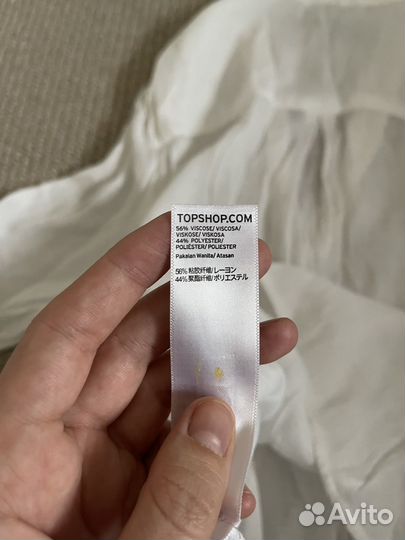 TOPSHOP.COM
56% VISCOSE/ VISCOSA/
VISKOSE/ VISKOSA
44% POLYESTER/
POLIÉSTER/ POLIESTER
Pakaian Wanita/ Atasan
56% 粘胶纤维/レーヨン
44% 聚酯纤维/ポリエステル
Avito